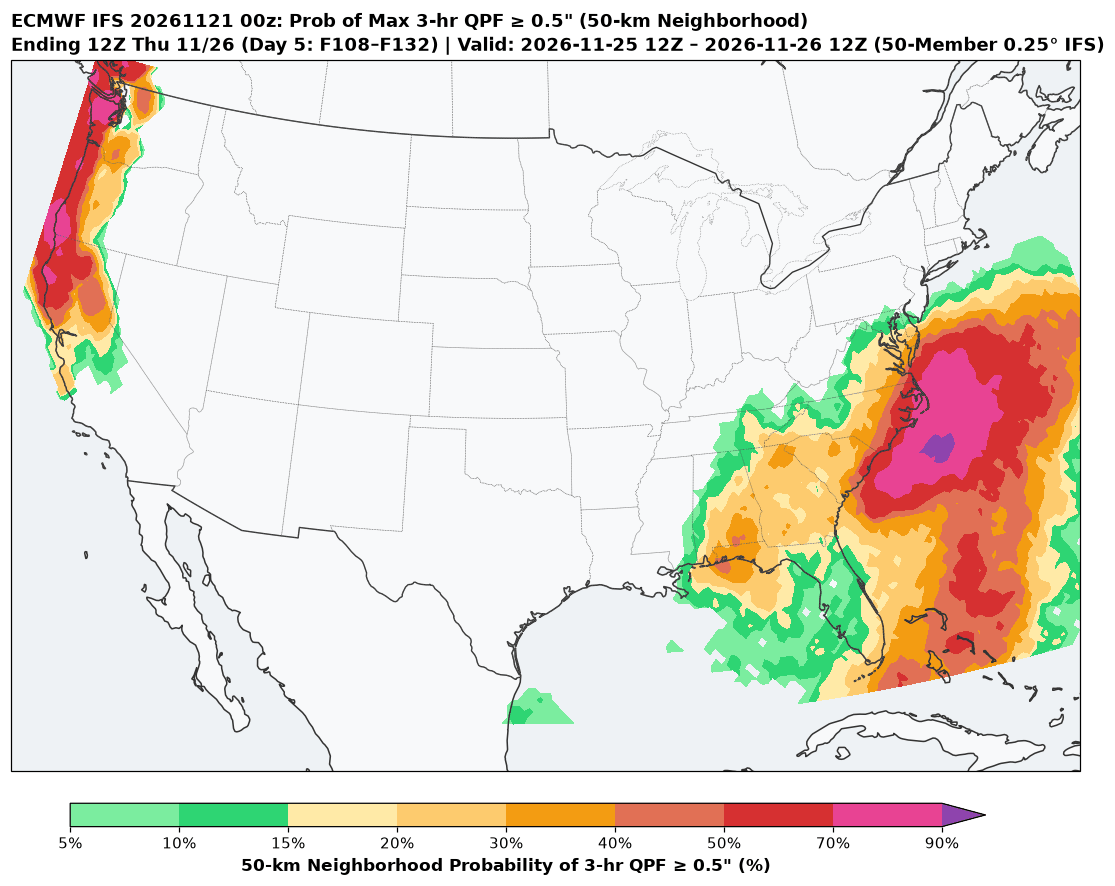 ECMWF IFS 20261121 00z: Prob of Max 3-hr QPF ≥ 0.5" (50-km Neighborhood)
Ending 12Z Thu 11/26 (Day 5: F108–F132) | Valid: 2026-11-25 12Z – 2026-11-26 12Z (50-Member 0.25° IFS)
5% 10% 15% 20% 30% 40% 50% 70% 90%
50-km Neighborhood Probability of 3-hr QPF ≥ 0.5" (%)